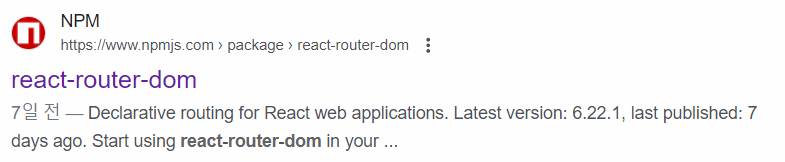 NPM
https://www.npmjs.com › package › react-router-dom
react-router-dom
7일 전 — Declarative routing for React web applications. Latest version: 6.22.1, last published: 7
days ago. Start using react-router-dom in your ...